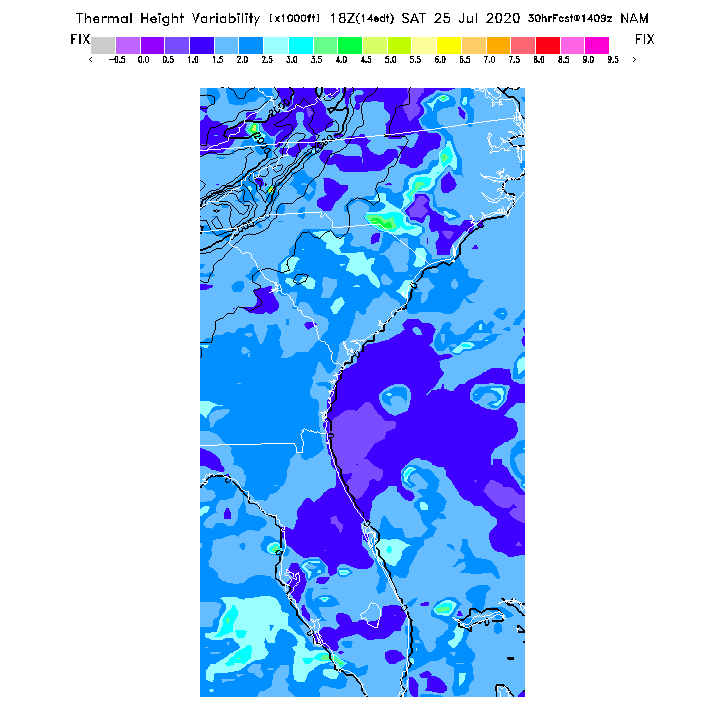 Thermal Height Variability [x1000ft] 18Z(14edt) SAT 25 Jul 2020 30hrFcst@1409z NAM
FIX FIX
< -0.5 0.0 0.5 1.0 1.5 2.0 2.5 3.0 3.5 4.0 4.5 5.0 5.5 6.0 6.5 7.0 7.5 8.0 8.5 9.0 9.5 >